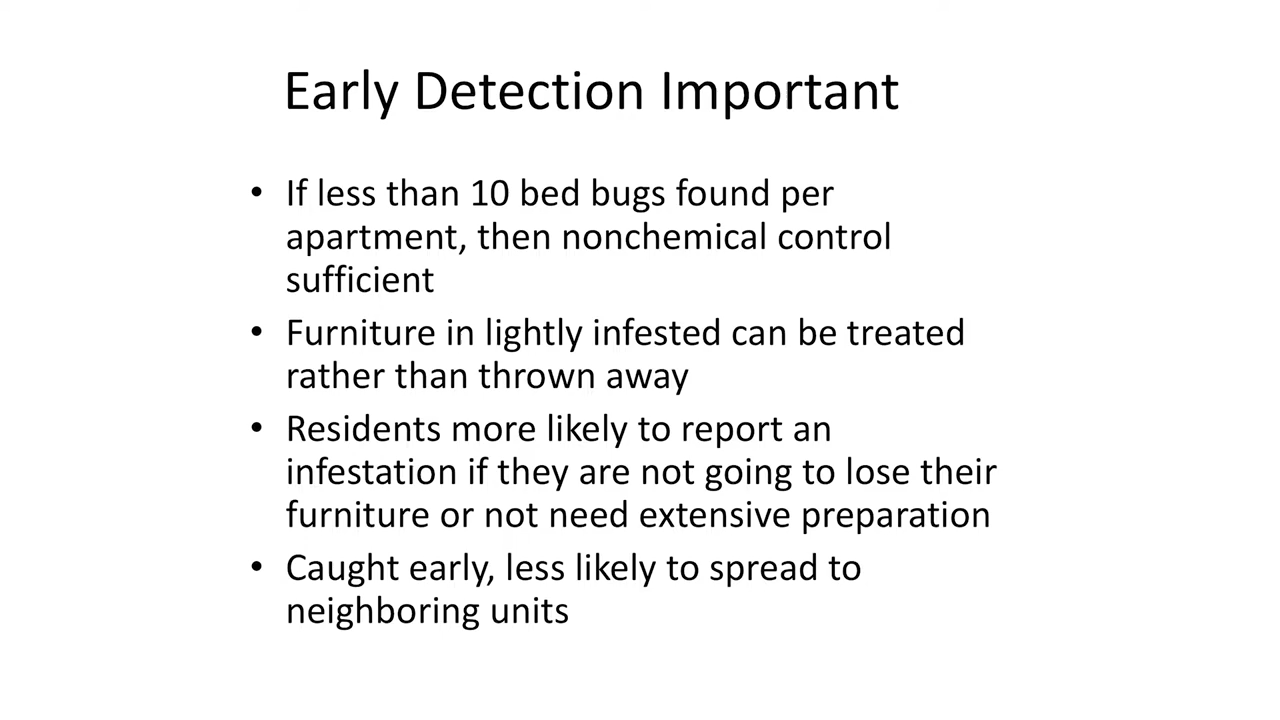 Early Detection Important
• If less than 10 bed bugs found per
apartment, then nonchemical control
sufficient
• Furniture in lightly infested can be treated
rather than thrown away
• Residents more likely to report an
infestation if they are not going to lose their
furniture or not need extensive preparation
• Caught early, less likely to spread to
neighboring units